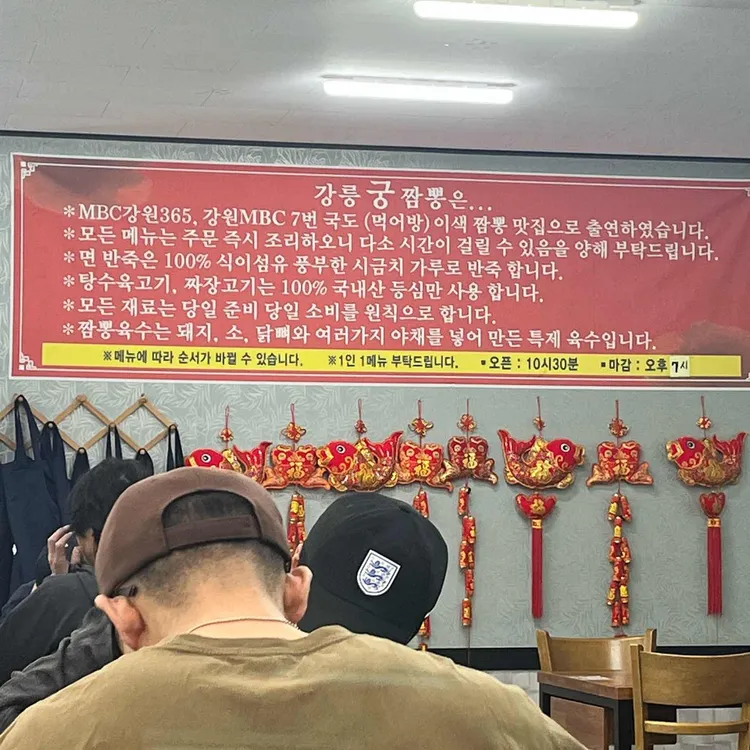 강릉 궁 짬뽕은...
*MBC강원365, 강원MBC 7번 국도 (먹어방) 이색 짬뽕 맛집으로 출연하였습니다.
*모든 메뉴는 주문 즉시 조리하오니 다소 시간이 걸릴 수 있음을 양해 부탁드립니다.
*면 반죽은 100% 식이섬유 풍부한 시금치 가루로 반죽 합니다.
*탕수육고기, 짜장고기는 100% 국내산 등심만 사용 합니다.
*모든 재료는 당일 준비 당일 소비를 원칙으로 합니다.
*짬뽕육수는 돼지, 소, 닭뼈와 여러가지 야채를 넣어 만든 특제 육수입니다.
※메뉴에 따라 순서가 바뀔 수 있습니다. ※1인 1메뉴 부탁드립니다. ▪오픈 : 10시30분 ▪마감 : 오후 7시
福 福 福 福